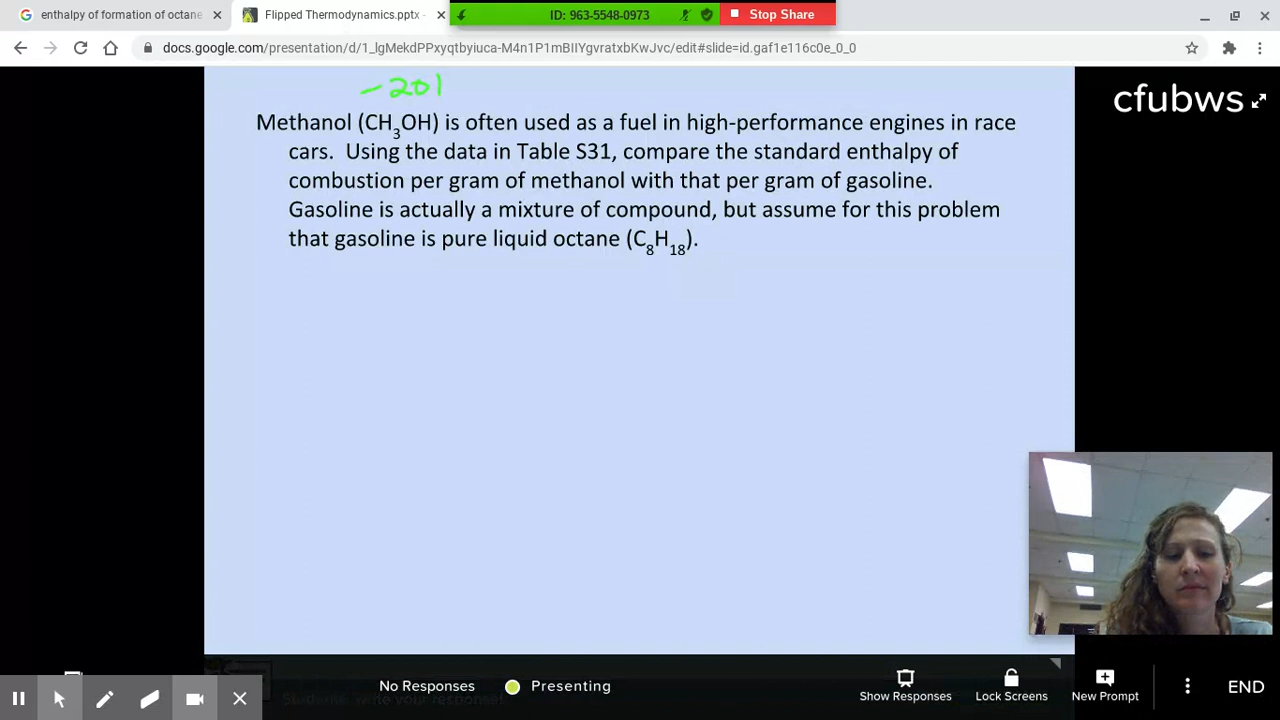 enthalpy of formation of octane
Flipped Thermodynamics.pptx -
ID: 963-5548-0973
Stop Share
docs.google.com/presentation/d/1_lgMekdPPxyqtbyiuca-M4n1P1mBIIYgvratxbKwJvc/edit#slide=id.gaf1e116c0e_0_0
-201
cfubws
Methanol (CH3OH) is often used as a fuel in high-performance engines in race
cars. Using the data in Table S31, compare the standard enthalpy of
combustion per gram of methanol with that per gram of gasoline.
Gasoline is actually a mixture of compound, but assume for this problem
that gasoline is pure liquid octane (C8H18).
No Responses
Presenting
Show Responses
Lock Screens
New Prompt
END
Students, write your response